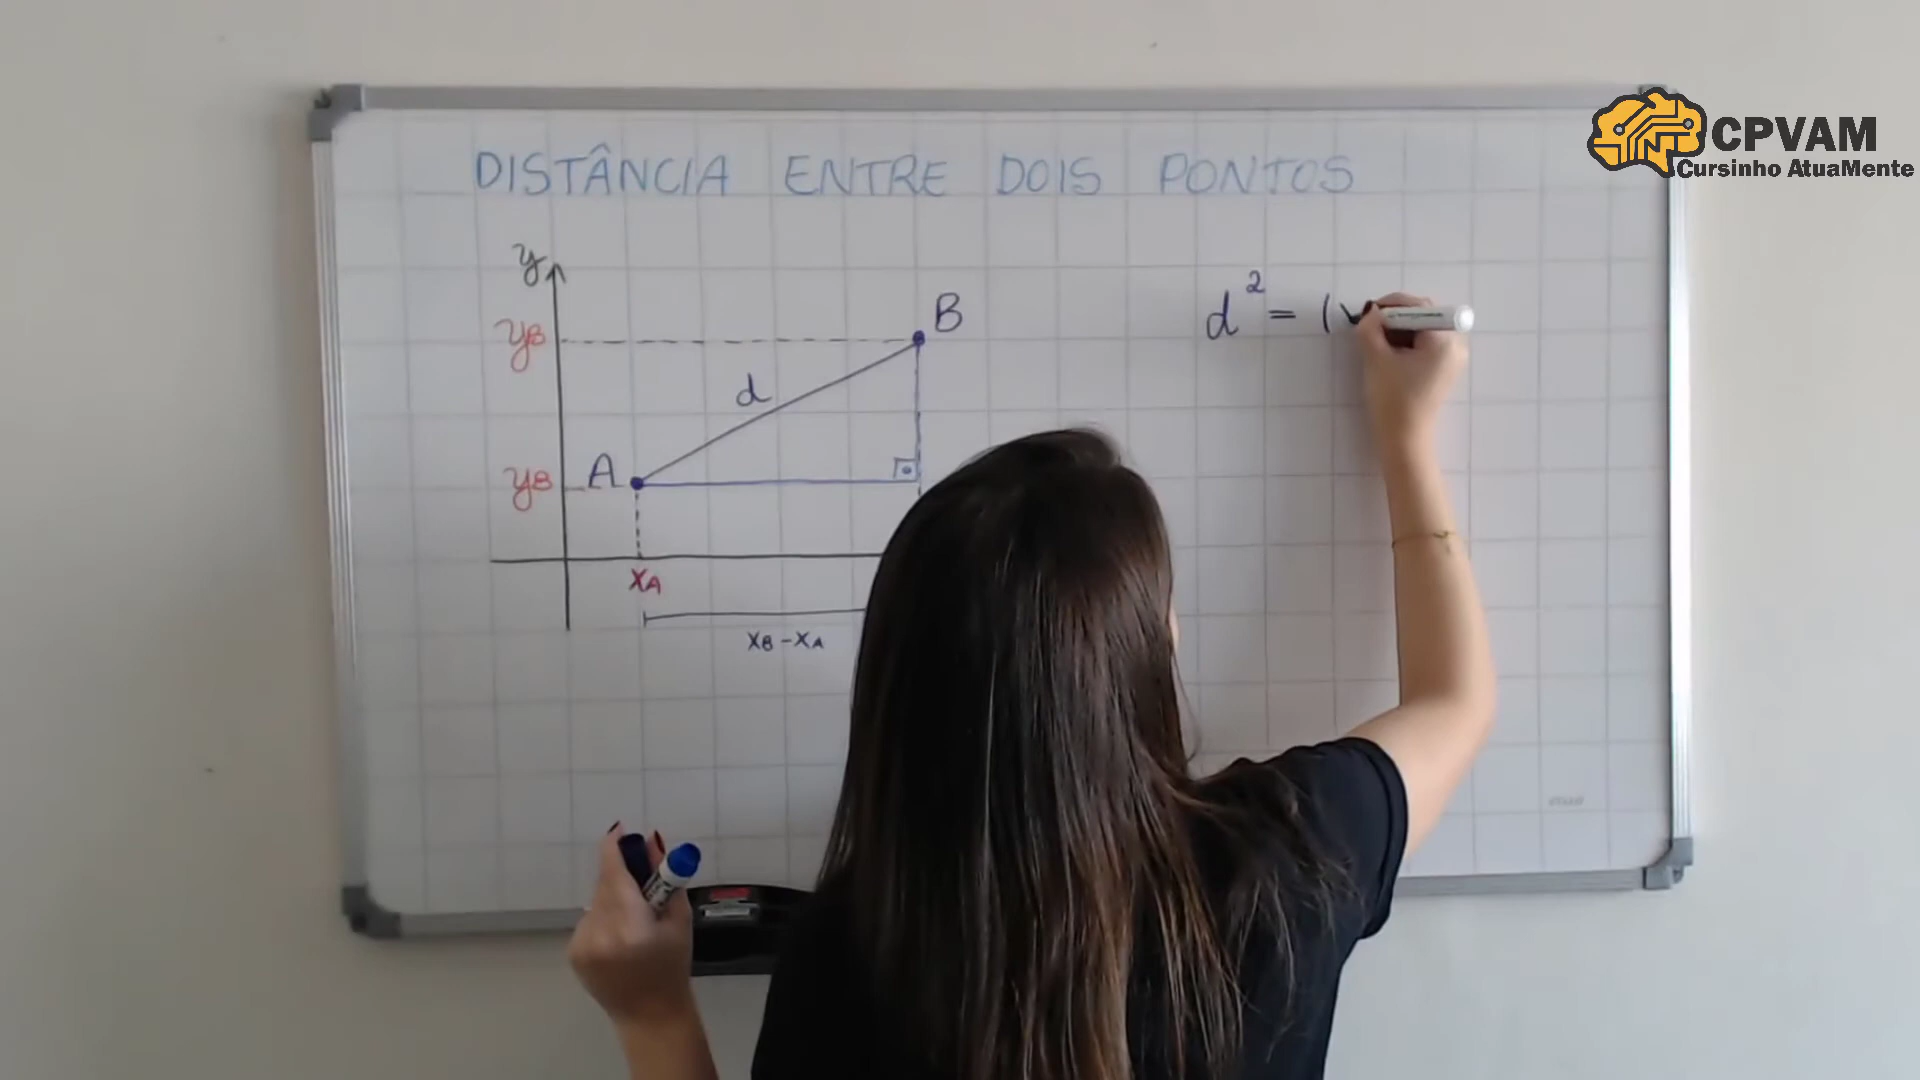 CPVAM
Cursinho AtuaMente
DISTÂNCIA ENTRE DOIS PONTOS
y
yB
B
d
yB
A
xA
xB - xA
d² = (